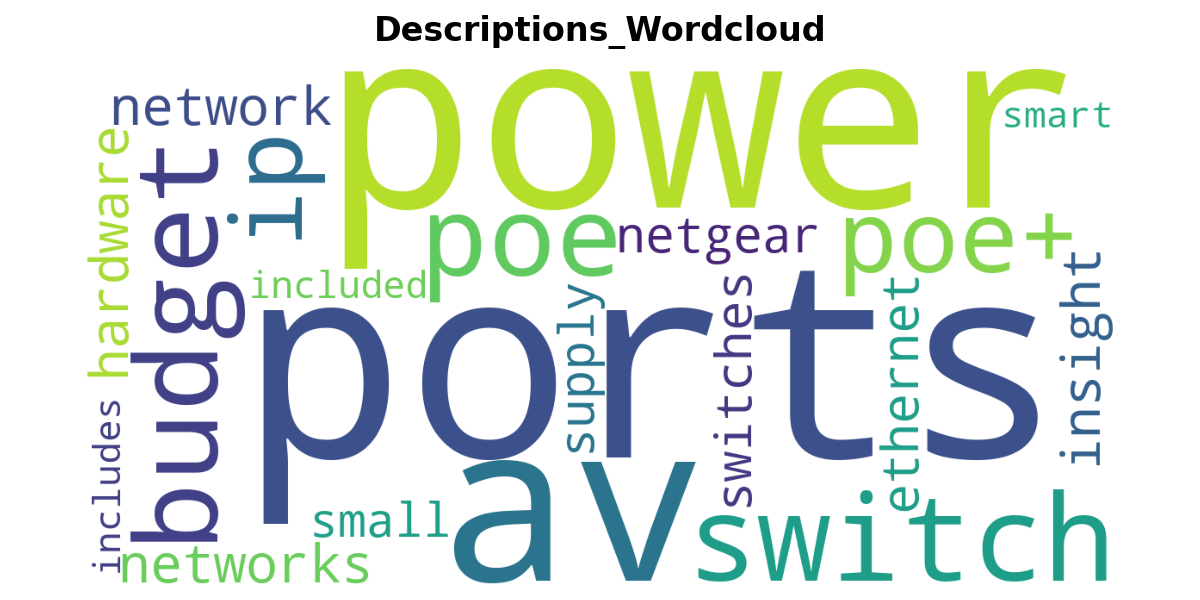 Descriptions_Wordcloud
network
power
smart
hardware
budget
ip
poe
netgear
poe+
included
ports
supply
switches
ethernet
insight
includes
small
av
switch
networks